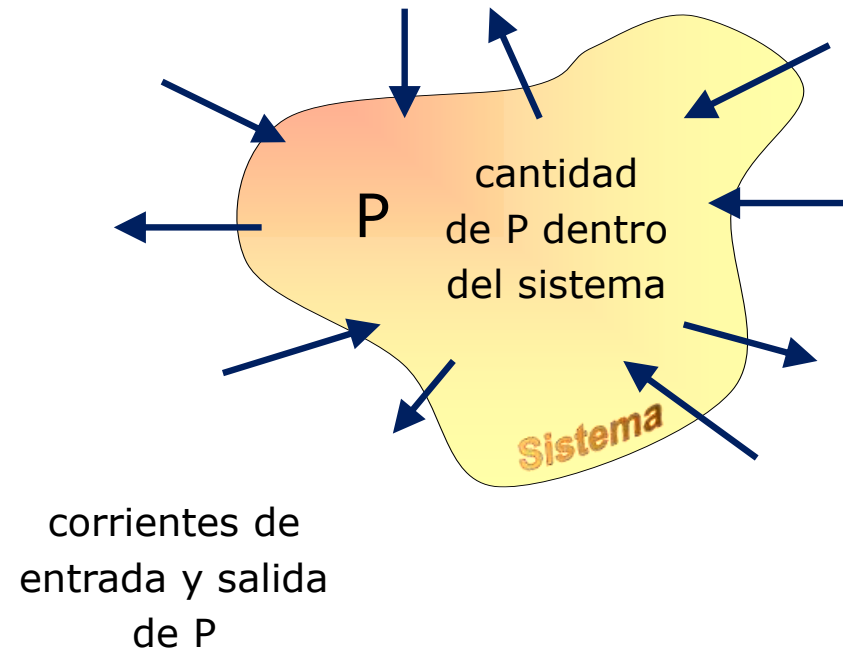 P
cantidad
de P dentro
del sistema
Sistema
corrientes de
entrada y salida
de P